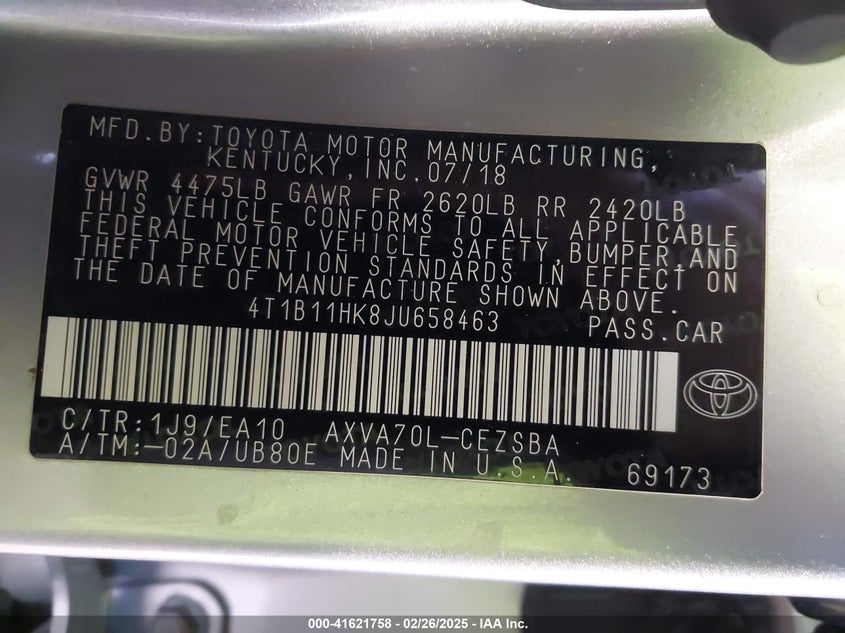 MFD.BY:TOYOTA MOTOR MANUFACTURING,
KENTUCKY,INC.07/18
GVWR 4475LB GAWR FR 2620LB RR 2420LB
THIS VEHICLE CONFORMS TO ALL APPLICABLE
FEDERAL MOTOR VEHICLE SAFETY,BUMPER,AND
THEFT PREVENTION STANDARDS IN EFFECT ON
THE DATE OF MANUFACTURE SHOWN ABOVE.
4T1B11HK8JU658463 PASS.CAR
C/TR:1J9/EA10 AXVA70L-CEZSBA
A/TM:-02A/UB80E MADE IN U.S.A. 69173
000-41621758 - 02/26/2025 - IAA Inc.